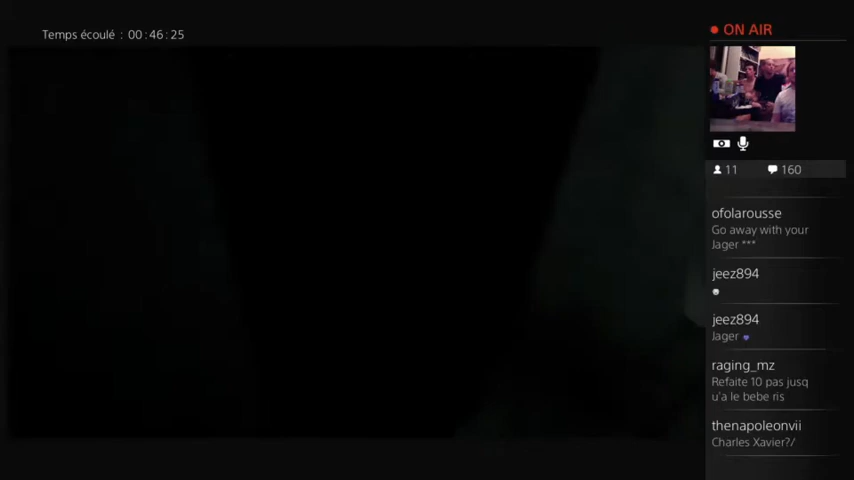 Temps écoulé : 00:46:25
ON AIR
11
160
ofolarousse
Go away with your
Jager ***
jeez894
jeez894
Jager
raging_mz
Refaite 10 pas jusq
u'a le bebe ris
thenapoleonvii
Charles Xavier?/